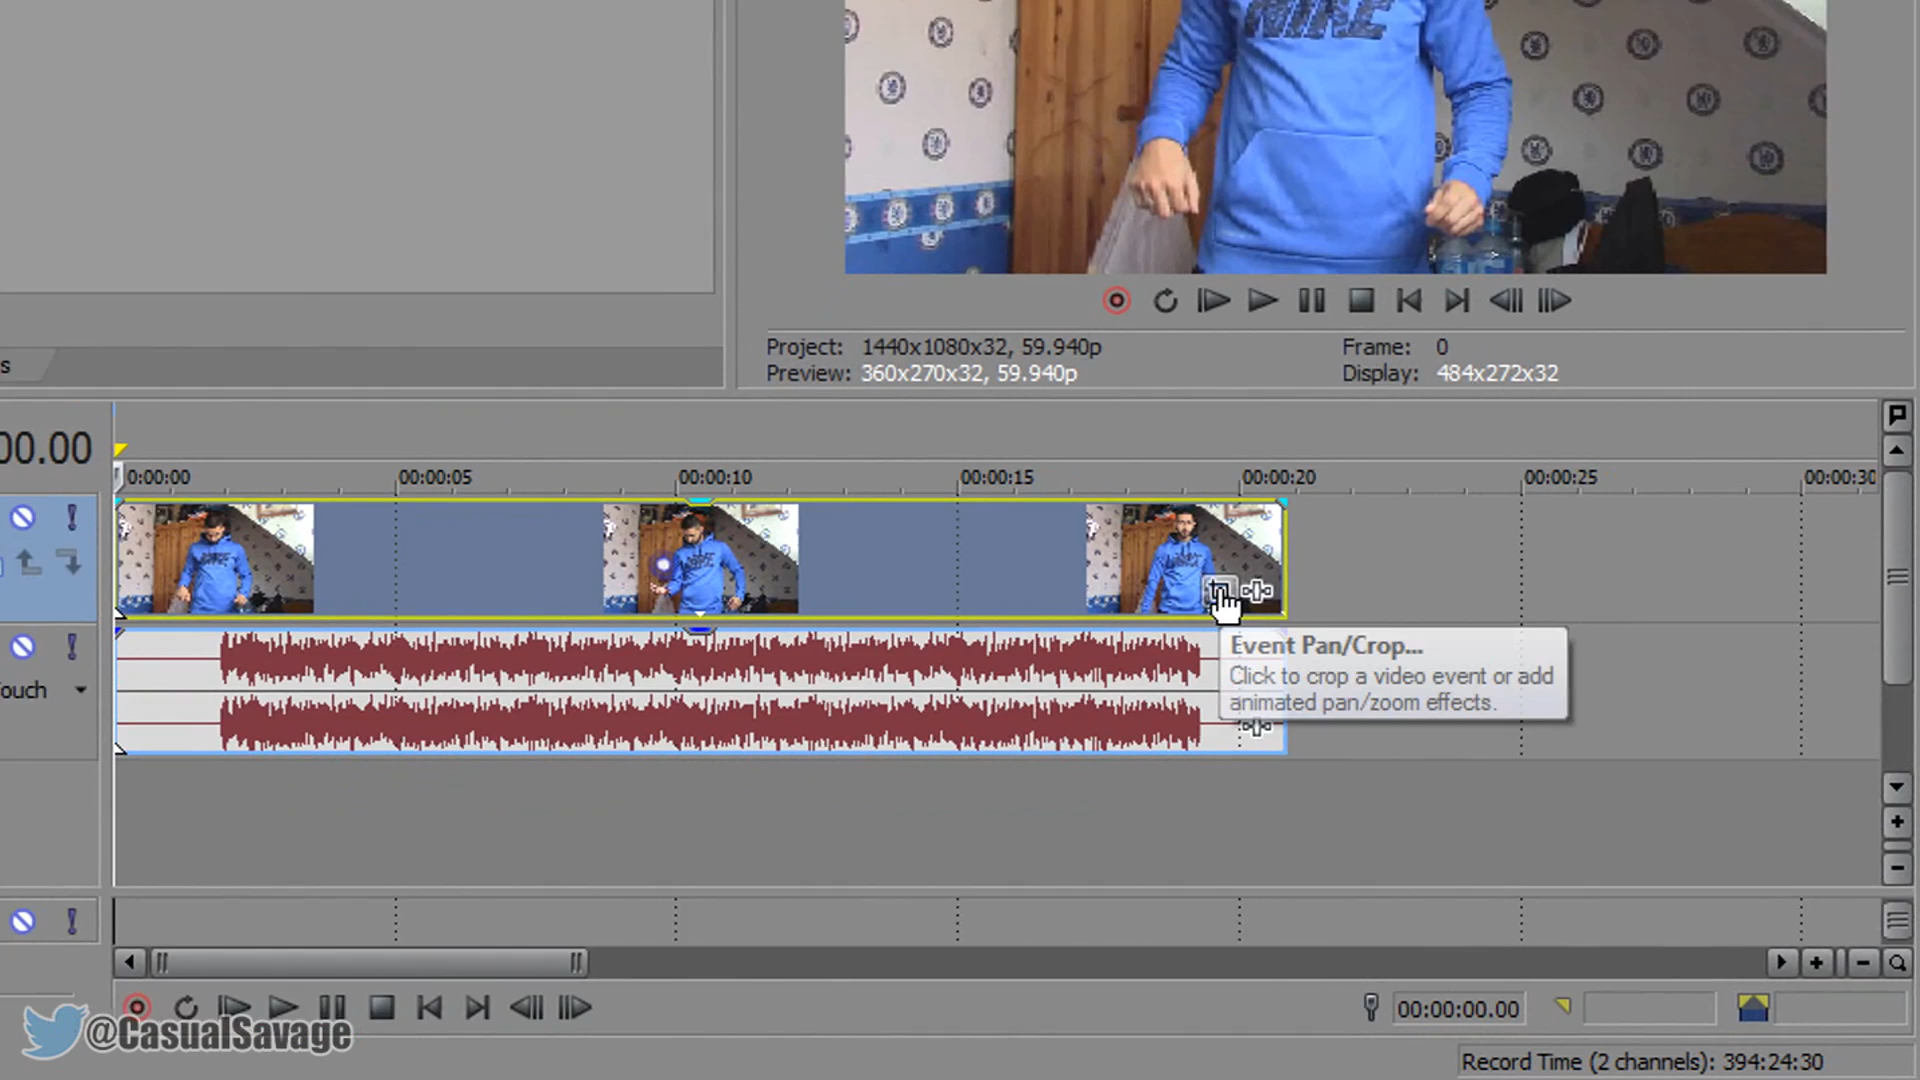 NIKE
Project: 1440x1080x32, 59.940p
Frame: 0
Preview: 360x270x32, 59.940p
Display: 484x272x32
s
00.00
0:00:00
00:00:05
00:00:10
00:00:15
00:00:20
00:00:25
00:00:30
ouch
Event Pan/Crop...
Click to crop a video event or add
animated pan/zoom effects.
00:00:00.00
@CasualSavage
Record Time (2 channels): 394:24:30